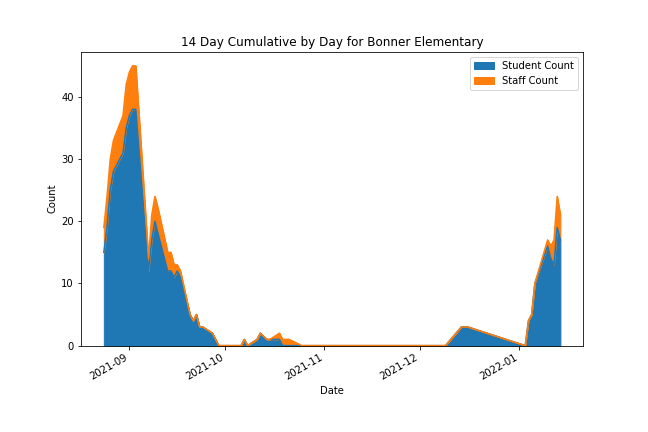 14 Day Cumulative by Day for Bonner Elementary
Student Count
Staff Count
40
30
20
10
0
Count
2021-09
2021-10
2021-11
2021-12
2022-01
Date